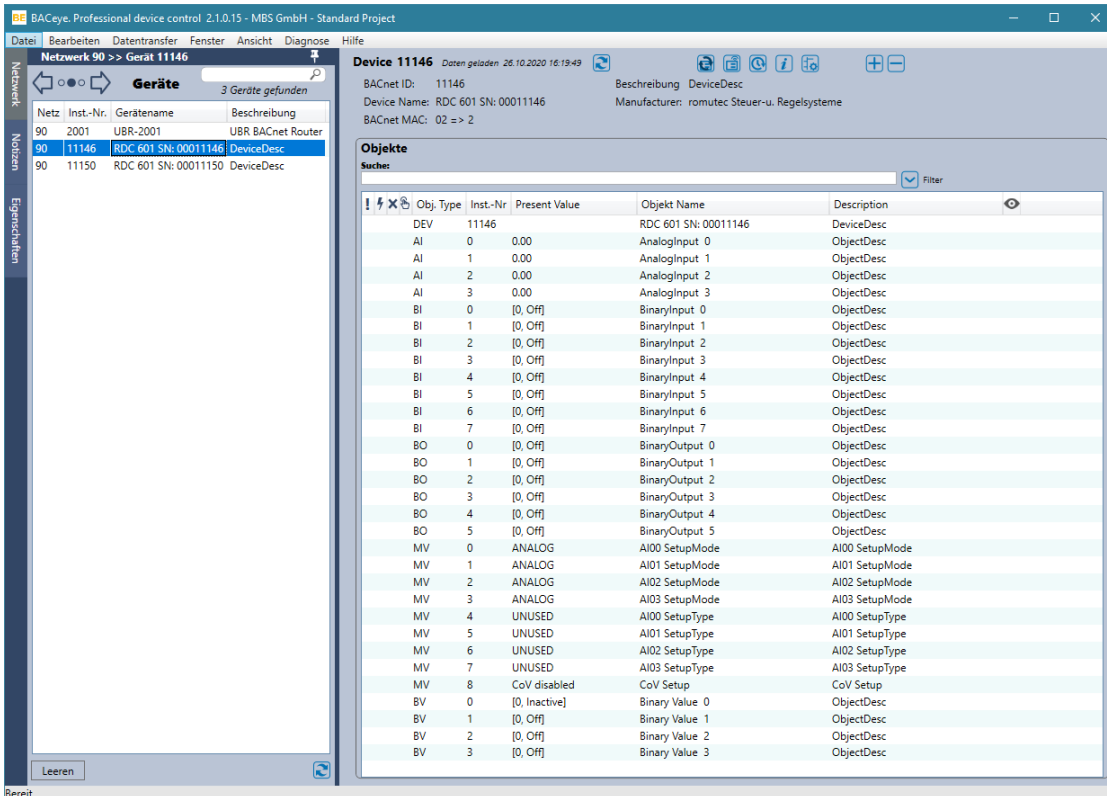 BE BACeye. Professional device control 2.1.0.15 - MBS GmbH - Standard Project
Datei Bearbeiten Datentransfer Fenster Ansicht Diagnose Hilfe
Netzwerk
Notizen
Eigenschaften
Netzwerk 90 >> Gerät 11146
Geräte
3 Geräte gefunden
Netz Inst.-Nr. Gerätename Beschreibung
90 2001 UBR-2001 UBR BACnet Router
90 11146 RDC 601 SN: 00011146 DeviceDesc
90 11150 RDC 601 SN: 00011150 DeviceDesc
Leeren
Device 11146 Daten geladen 26.10.2020 16:19:49
BACnet ID: 11146 Beschreibung DeviceDesc
Device Name: RDC 601 SN: 00011146 Manufacturer: romutec Steuer-u. Regelsysteme
BACnet MAC: 02 => 2
Objekte
Suche:
Filter
Obj. Type Inst.-Nr Present Value Objekt Name Description
DEV 11146 RDC 601 SN: 00011146 DeviceDesc
AI 0 0.00 AnalogInput 0 ObjectDesc
AI 1 0.00 AnalogInput 1 ObjectDesc
AI 2 0.00 AnalogInput 2 ObjectDesc
AI 3 0.00 AnalogInput 3 ObjectDesc
BI 0 [0, Off] BinaryInput 0 ObjectDesc
BI 1 [0, Off] BinaryInput 1 ObjectDesc
BI 2 [0, Off] BinaryInput 2 ObjectDesc
BI 3 [0, Off] BinaryInput 3 ObjectDesc
BI 4 [0, Off] BinaryInput 4 ObjectDesc
BI 5 [0, Off] BinaryInput 5 ObjectDesc
BI 6 [0, Off] BinaryInput 6 ObjectDesc
BI 7 [0, Off] BinaryInput 7 ObjectDesc
BO 0 [0, Off] BinaryOutput 0 ObjectDesc
BO 1 [0, Off] BinaryOutput 1 ObjectDesc
BO 2 [0, Off] BinaryOutput 2 ObjectDesc
BO 3 [0, Off] BinaryOutput 3 ObjectDesc
BO 4 [0, Off] BinaryOutput 4 ObjectDesc
BO 5 [0, Off] BinaryOutput 5 ObjectDesc
MV 0 ANALOG AI00 SetupMode AI00 SetupMode
MV 1 ANALOG AI01 SetupMode AI01 SetupMode
MV 2 ANALOG AI02 SetupMode AI02 SetupMode
MV 3 ANALOG AI03 SetupMode AI03 SetupMode
MV 4 UNUSED AI00 SetupType AI00 SetupType
MV 5 UNUSED AI01 SetupType AI01 SetupType
MV 6 UNUSED AI02 SetupType AI02 SetupType
MV 7 UNUSED AI03 SetupType AI03 SetupType
MV 8 CoV disabled CoV Setup CoV Setup
BV 0 [0, Inactive] Binary Value 0 ObjectDesc
BV 1 [0, Off] Binary Value 1 ObjectDesc
BV 2 [0, Off] Binary Value 2 ObjectDesc
BV 3 [0, Off] Binary Value 3 ObjectDesc
Bereit